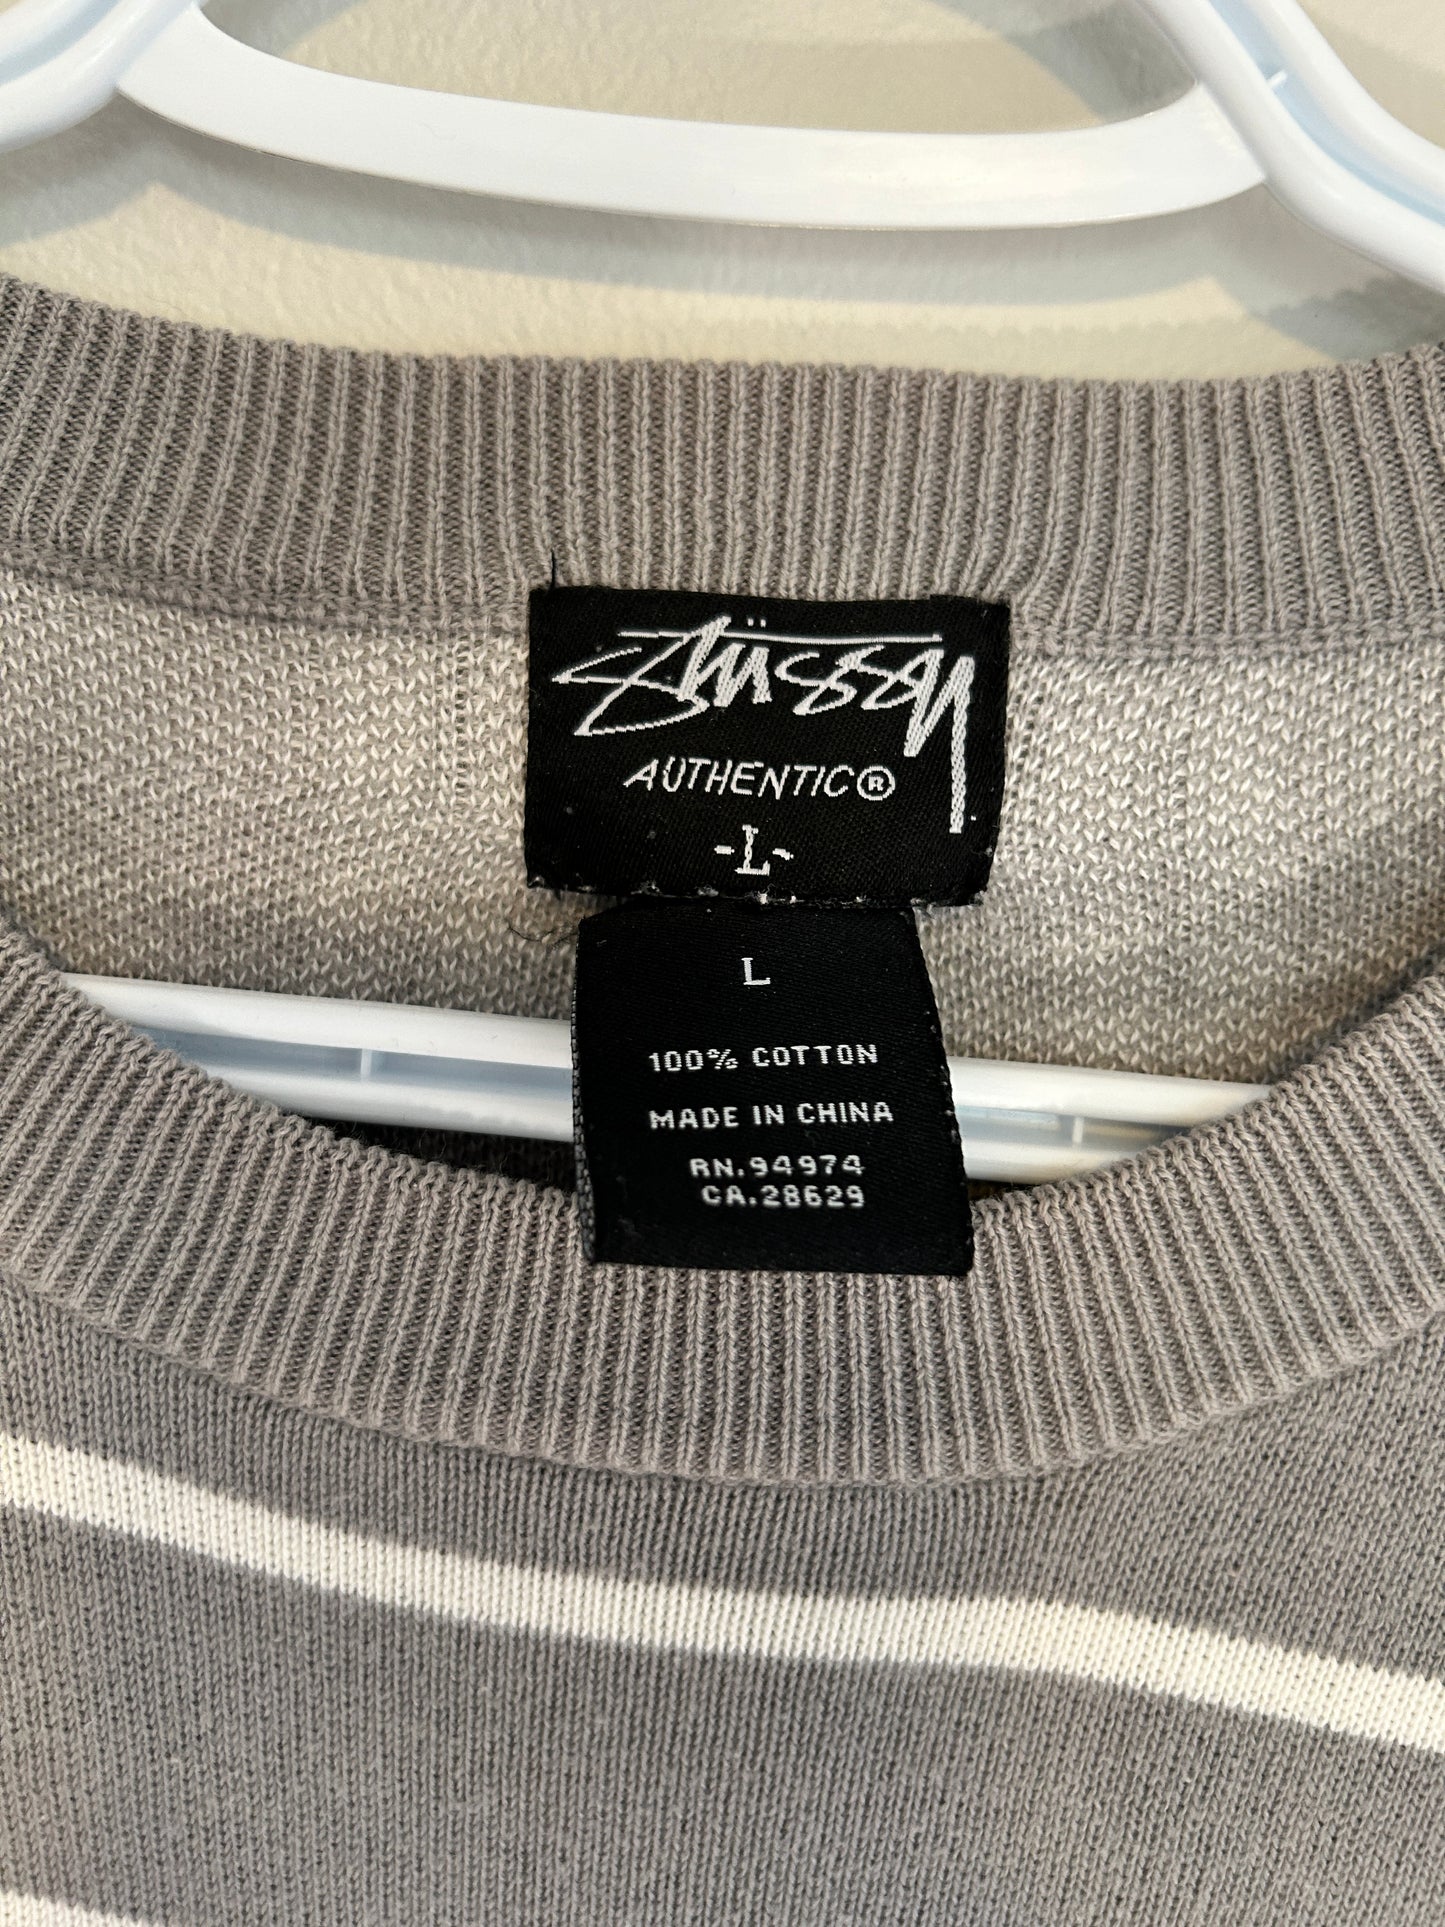 Stüssy
AUTHENTIC®
-L-
L
100% COTTON
MADE IN CHINA
RN.94974
CA.28629